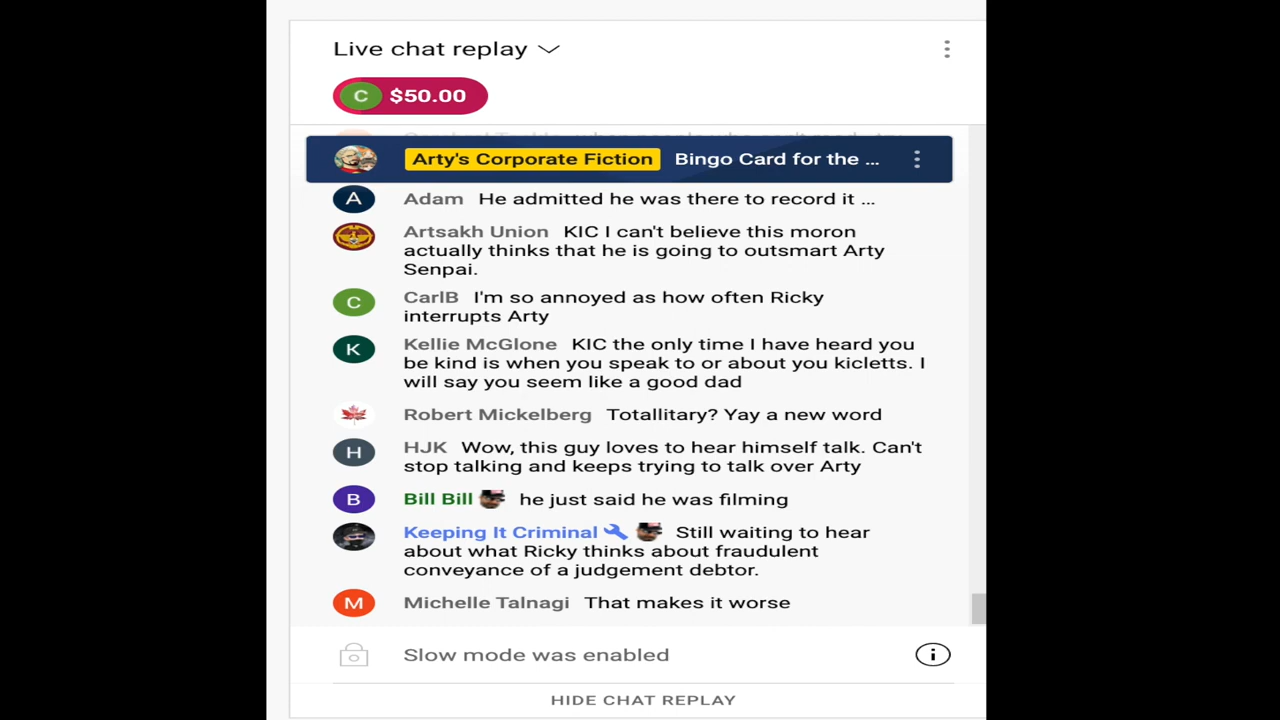 Live chat replay
C $50.00
Arty's Corporate Fiction Bingo Card for the ...
A Adam He admitted he was there to record it ...
Artsakh Union KIC I can't believe this moron
actually thinks that he is going to outsmart Arty
Senpai.
C CarlB I'm so annoyed as how often Ricky
interrupts Arty
K Kellie McGlone KIC the only time I have heard you
be kind is when you speak to or about you kicletts. I
will say you seem like a good dad
Robert Mickelberg Totallitary? Yay a new word
H HJK Wow, this guy loves to hear himself talk. Can't
stop talking and keeps trying to talk over Arty
B Bill Bill he just said he was filming
Keeping It Criminal Still waiting to hear
about what Ricky thinks about fraudulent
conveyance of a judgement debtor.
M Michelle Talnagi That makes it worse
Slow mode was enabled
HIDE CHAT REPLAY